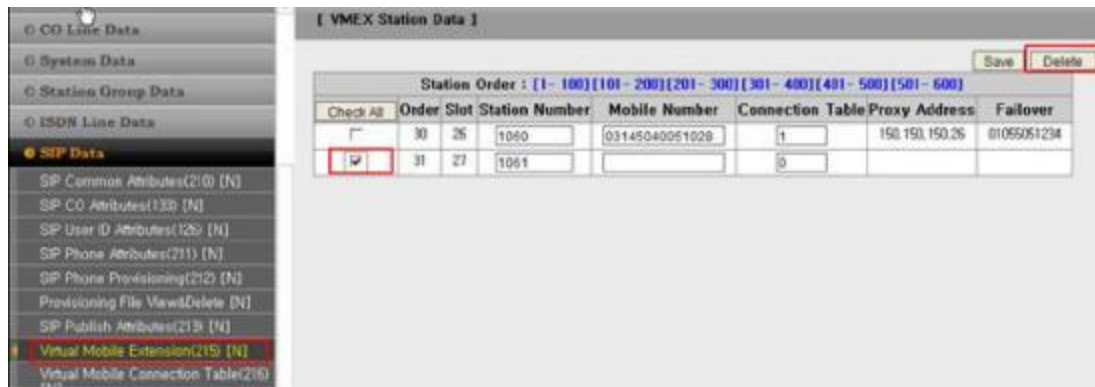 CO Line Data
System Data
Station Group Data
ISDN Line Data
SIP Data
SIP Common Attributes(210) [N]
SIP CO Attributes(133) [N]
SIP User ID Attributes(126) [N]
SIP Phone Attributes(211) [N]
SIP Phone Provisioning(212) [N]
Provisioning File View&Delete [N]
SIP Publish Attributes(213) [N]
Virtual Mobile Extension(215) [N]
Virtual Mobile Connection Table(216)
[N]
[ VMEX Station Data ]
Save Delete
Station Order : [1- 100][101- 200][201- 300][301- 400][401- 500][501- 600]
Check All Order Slot Station Number Mobile Number Connection Table Proxy Address Failover
30 26 1060 03145040051028 1 150.150.150.26 01055051234
31 27 1061 0